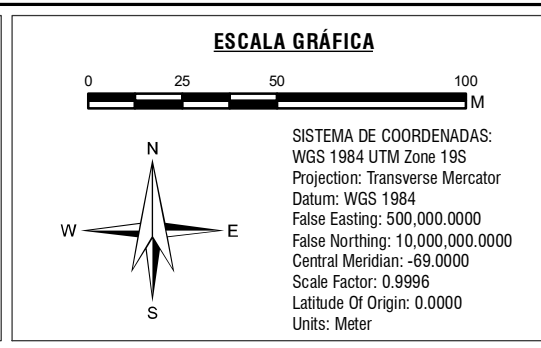 ESCALA GRÁFICA
0 25 50 100
M
N
W E
S
SISTEMA DE COORDENADAS:
WGS 1984 UTM Zone 19S
Projection: Transverse Mercator
Datum: WGS 1984
False Easting: 500,000.0000
False Northing: 10,000,000.0000
Central Meridian: -69.0000
Scale Factor: 0.9996
Latitude Of Origin: 0.0000
Units: Meter